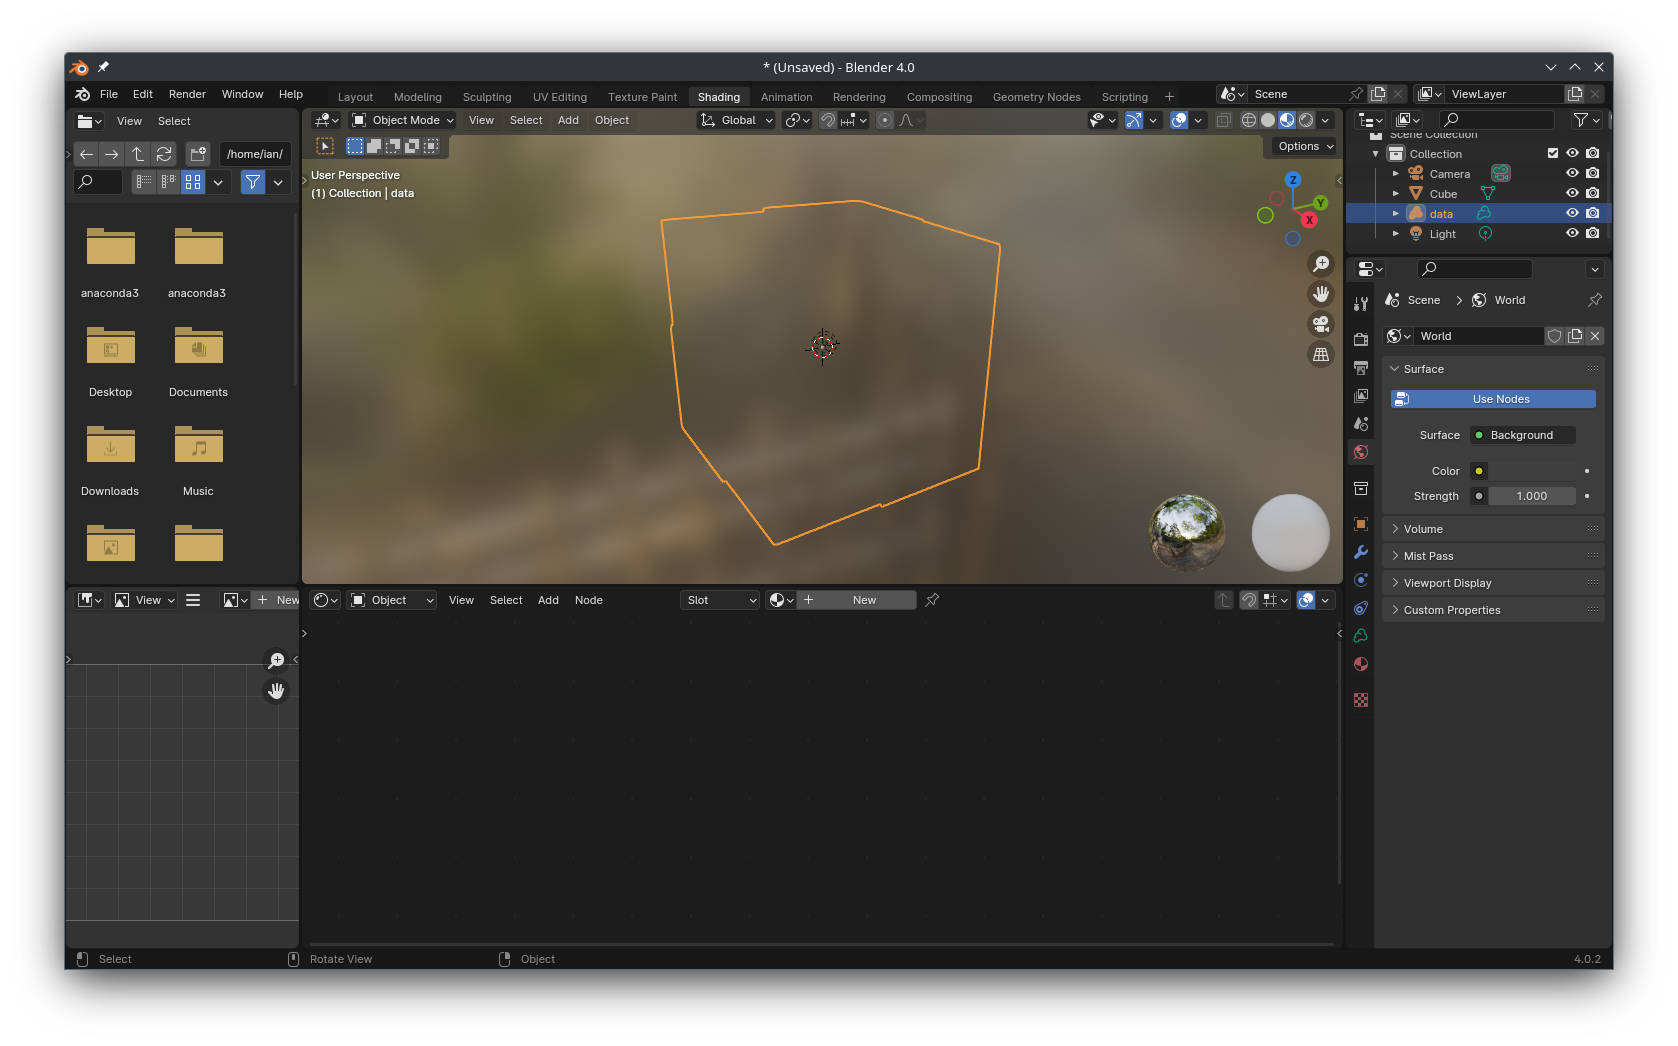 * (Unsaved) - Blender 4.0
File Edit Render Window Help
Layout Modeling Sculpting UV Editing Texture Paint Shading Animation Rendering Compositing Geometry Nodes Scripting
Scene
ViewLayer
View Select
Object Mode View Select Add Object
Global
/home/ian/
Options
User Perspective
(1) Collection | data
Z
Y
X
anaconda3 anaconda3
Desktop Documents
Downloads Music
Scene Collection
Collection
Camera
Cube
data
Light
Scene > World
World
Surface
Use Nodes
Surface Background
Color
Strength 1.000
Volume
Mist Pass
Viewport Display
Custom Properties
View
New
Object View Select Add Node
Slot
New
Select
Rotate View
Object
4.0.2